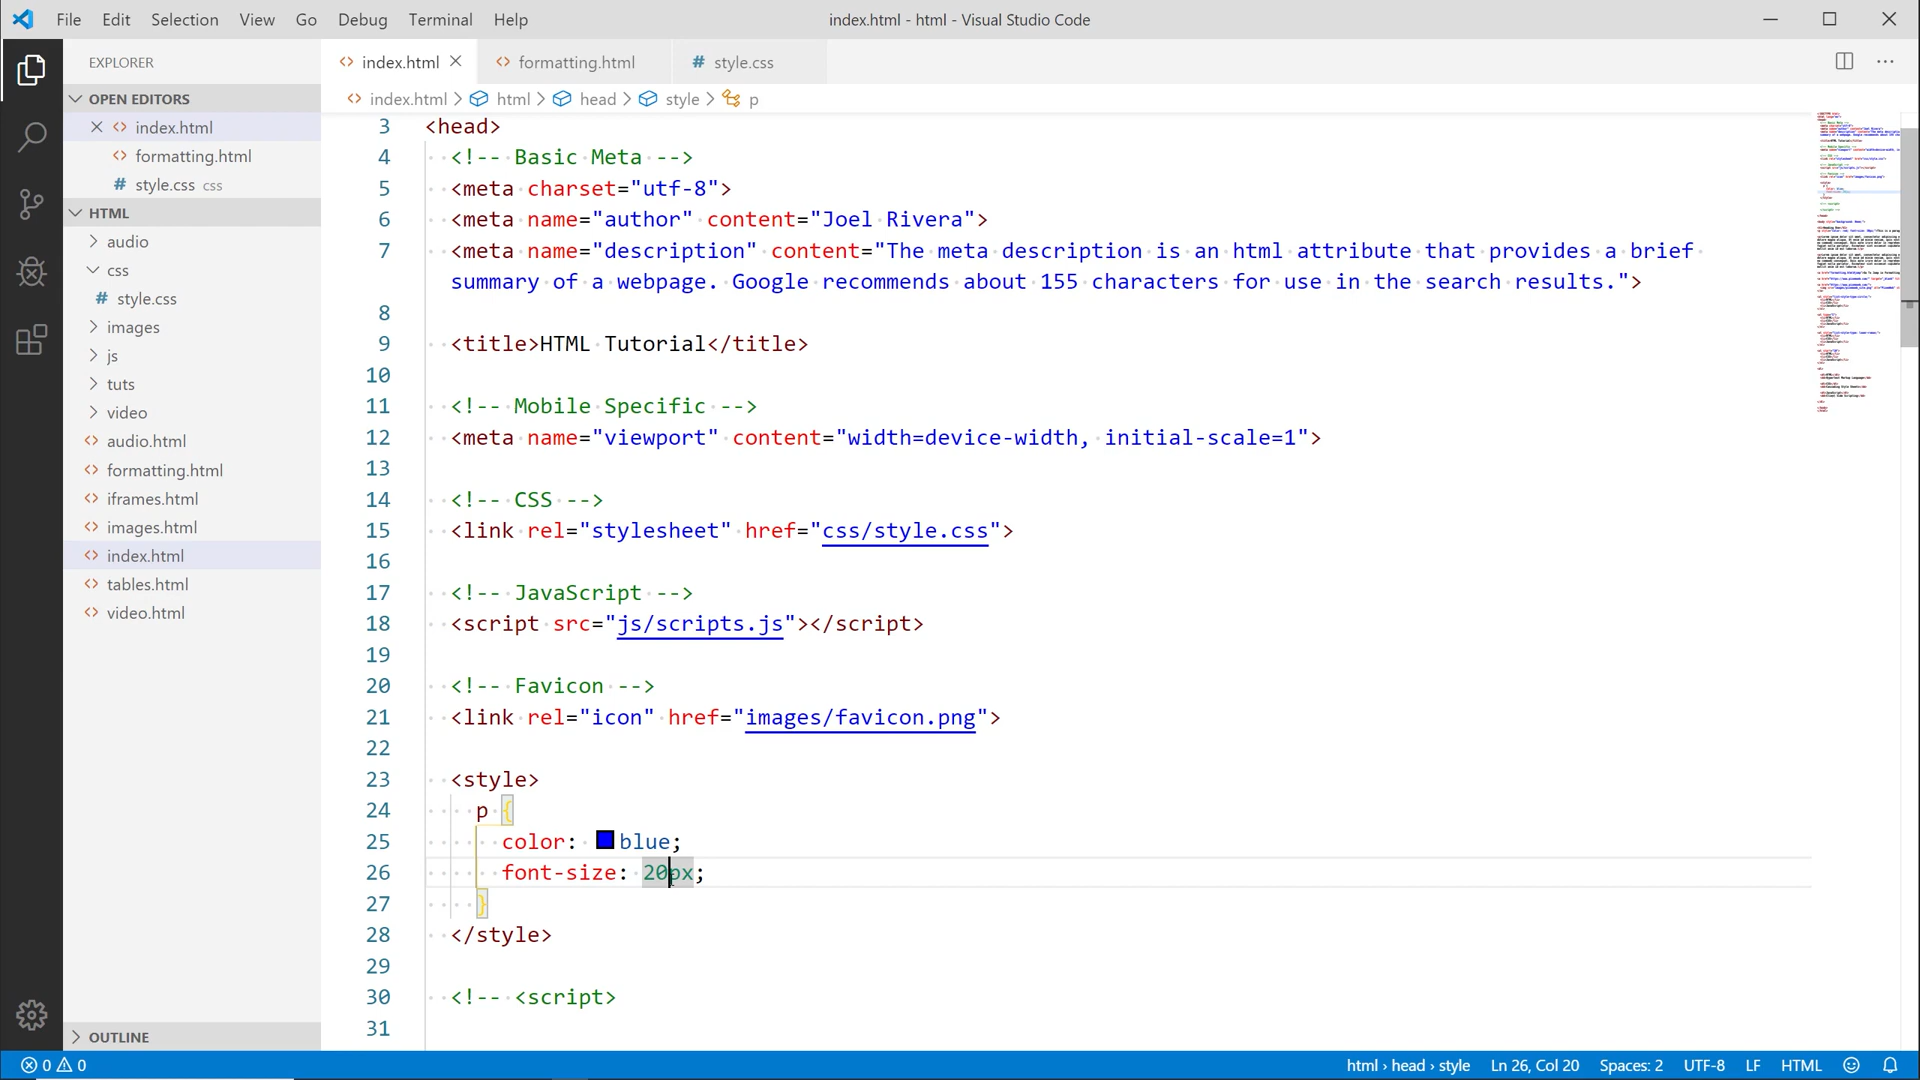 File Edit Selection View Go Debug Terminal Help
index.html - html - Visual Studio Code
EXPLORER
index.html
formatting.html
# style.css
OPEN EDITORS
index.html
formatting.html
# style.css css
HTML
audio
css
# style.css
images
js
tuts
video
audio.html
formatting.html
iframes.html
images.html
index.html
tables.html
video.html
OUTLINE
index.html > html > head > style > p
3 <head>
4 <!-- Basic Meta -->
5 <meta charset="utf-8">
6 <meta name="author" content="Joel Rivera">
7 <meta name="description" content="The meta description is an html attribute that provides a brief
summary of a webpage. Google recommends about 155 characters for use in the search results.">
8
9 <title>HTML Tutorial</title>
10
11 <!-- Mobile Specific -->
12 <meta name="viewport" content="width=device-width, initial-scale=1">
13
14 <!-- CSS -->
15 <link rel="stylesheet" href="css/style.css">
16
17 <!-- JavaScript -->
18 <script src="js/scripts.js"></script>
19
20 <!-- Favicon -->
21 <link rel="icon" href="images/favicon.png">
22
23 <style>
24 p {
25 color: blue;
26 font-size: 20px;
27 }
28 </style>
29
30 <!-- <script>
31
0 0
html › head › style Ln 26, Col 20 Spaces: 2 UTF-8 LF HTML